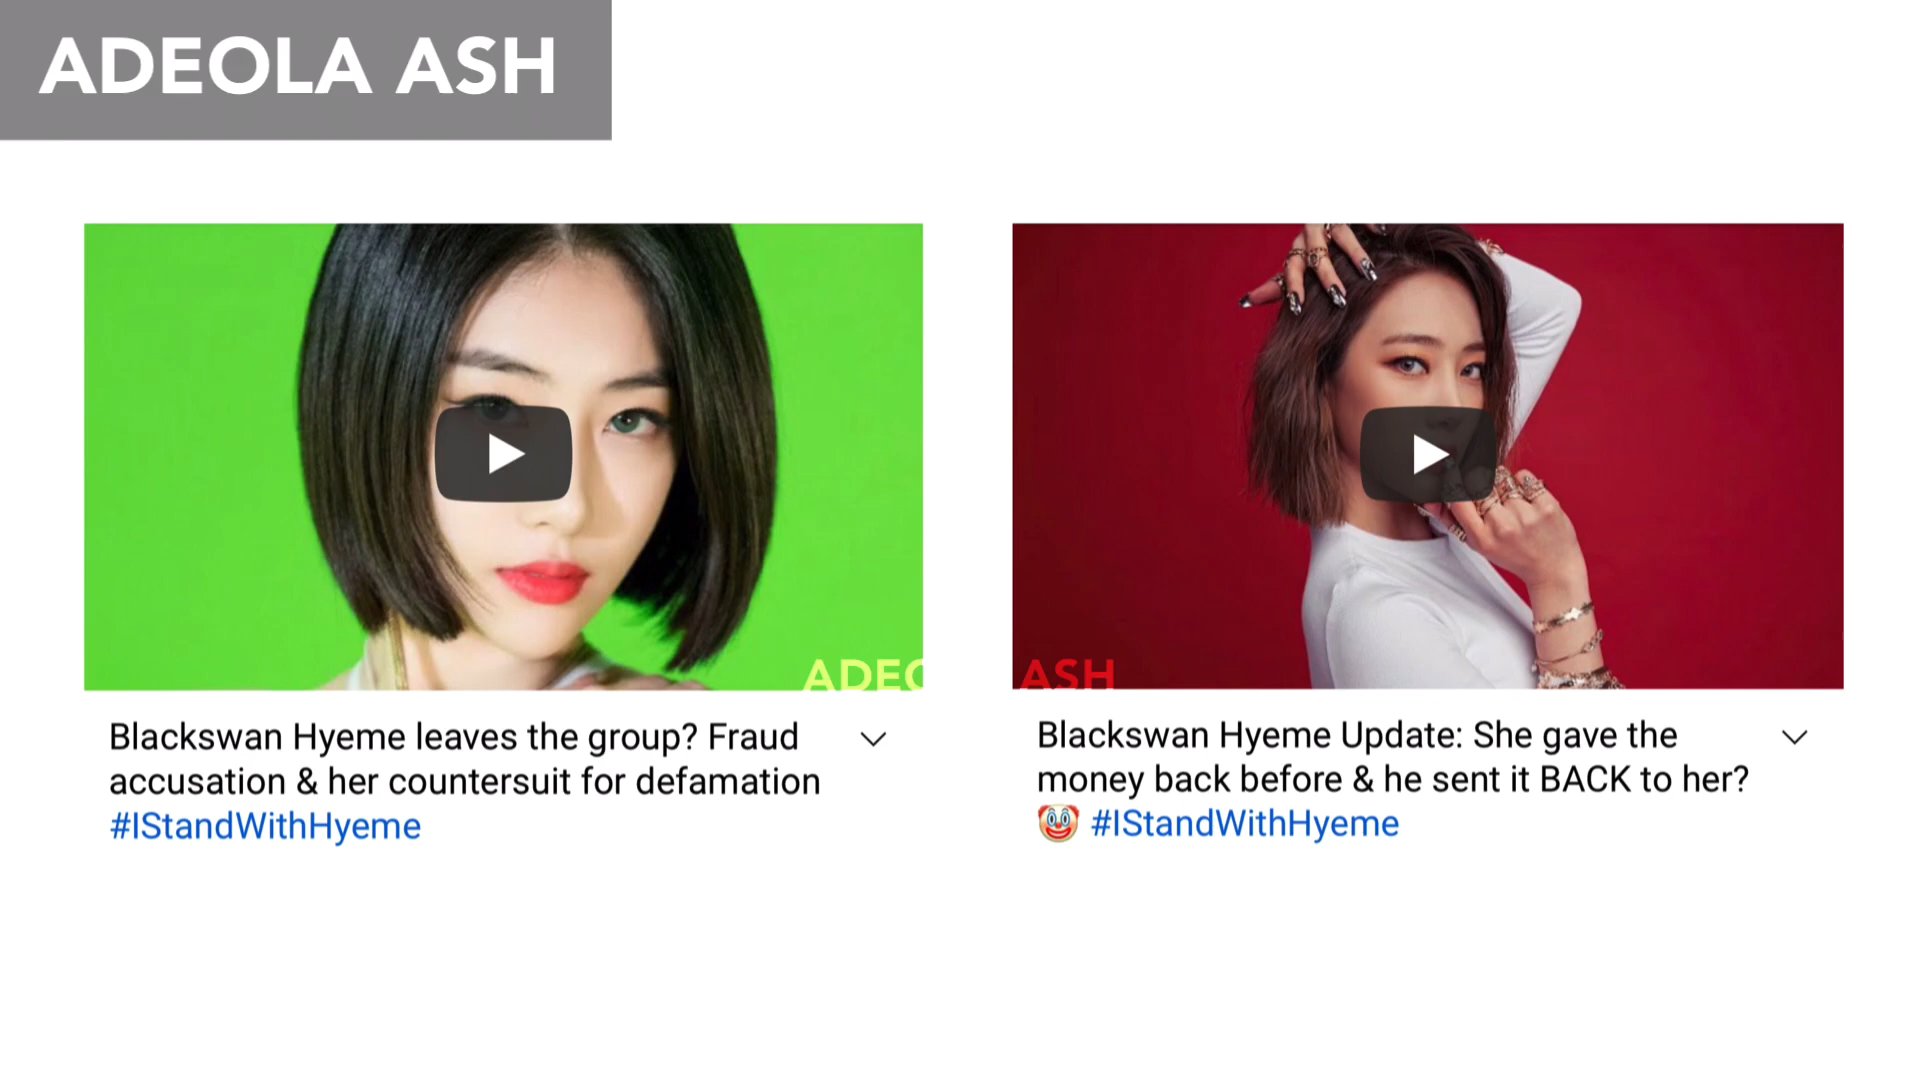 ADEOLA ASH
ADEO
ASH
Blackswan Hyeme leaves the group? Fraud
accusation & her countersuit for defamation
#IStandWithHyeme
Blackswan Hyeme Update: She gave the
money back before & he sent it BACK to her?
🤡 #IStandWithHyeme